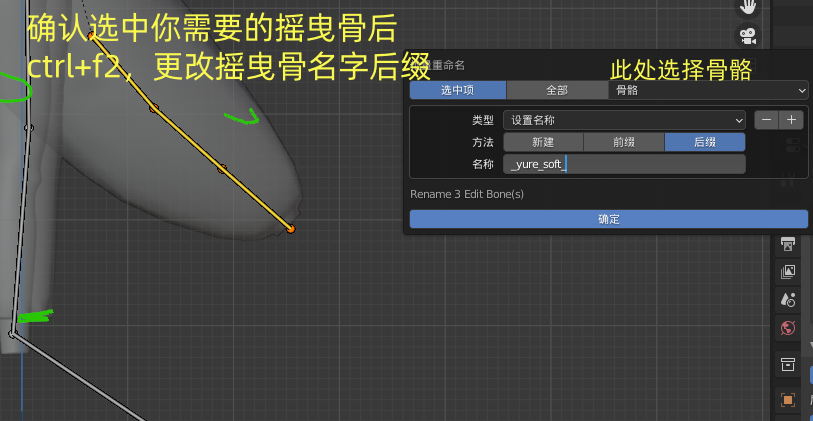 确认选中你需要的摇曳骨后
ctrl+f2，更改摇曳骨名字后缀
重命名
此处选择骨骼
选中项 全部 骨骼
类型 设置名称
方法 新建 前缀 后缀
名称 _yure_soft_
Rename 3 Edit Bone(s)
确定